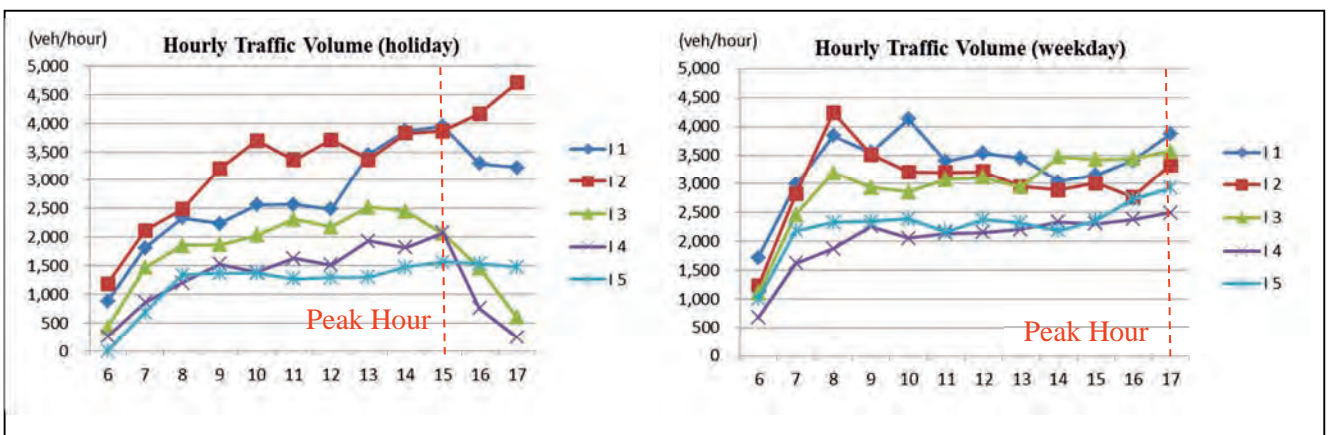 (veh/hour)
Hourly Traffic Volume (holiday)
5,000
4,500
4,000
3,500
3,000
2,500
2,000
1,500
1,000
500
0
6 7 8 9 10 11 12 13 14 15 16 17
I 1
I 2
I 3
I 4
I 5
Peak Hour
(veh/hour)
Hourly Traffic Volume (weekday)
5,000
4,500
4,000
3,500
3,000
2,500
2,000
1,500
1,000
500
0
6 7 8 9 10 11 12 13 14 15 16 17
I 1
I 2
I 3
I 4
I 5
Peak Hour